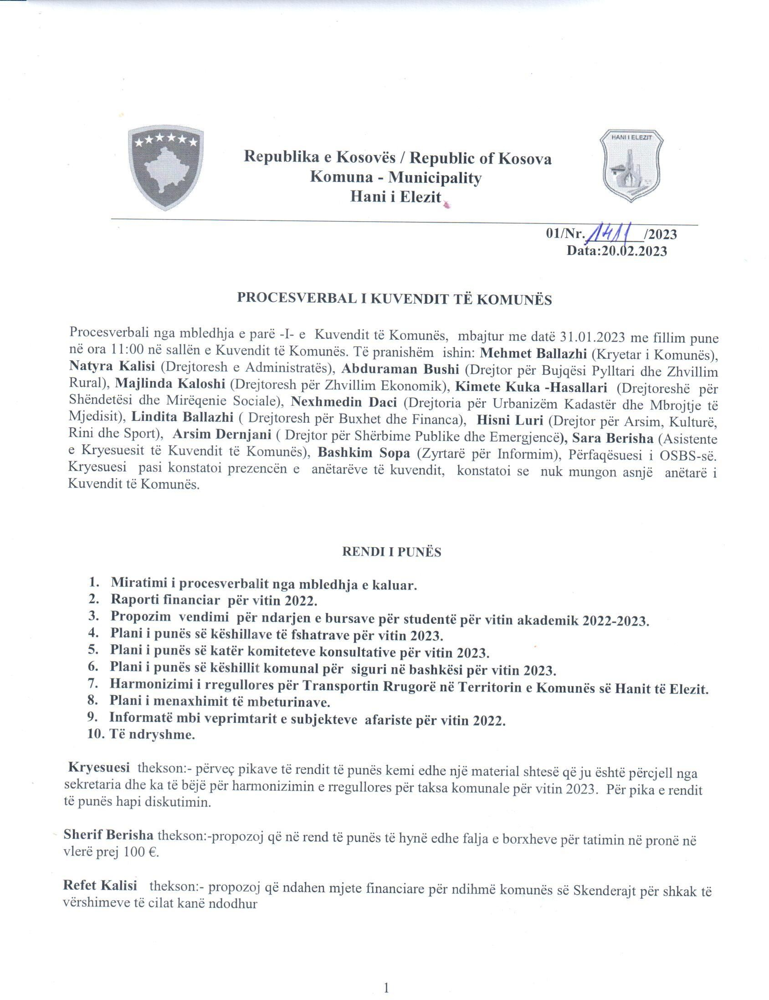 HANI I ELEZIT
Republika e Kosovës / Republic of Kosova
Komuna - Municipality
Hani i Elezit
01/Nr. 1411 /2023
Data:20.02.2023
PROCESVERBAL I KUVENDIT TË KOMUNËS
Procesverbali nga mbledhja e parë -I- e Kuvendit të Komunës, mbajtur me datë 31.01.2023 me fillim pune
në ora 11:00 në sallën e Kuvendit të Komunës. Të pranishëm ishin: Mehmet Ballazhi (Kryetar i Komunës),
Natyra Kalisi (Drejtoresh e Administratës), Abduraman Bushi (Drejtor për Bujqësi Pylltari dhe Zhvillim
Rural), Majlinda Kaloshi (Drejtoresh për Zhvillim Ekonomik), Kimete Kuka -Hasallari (Drejtoreshë për
Shëndetësi dhe Mirëqenie Sociale), Nexhmedin Daci (Drejtoria për Urbanizëm Kadastër dhe Mbrojtje të
Mjedisit), Lindita Ballazhi ( Drejtoresh për Buxhet dhe Financa), Hisni Luri (Drejtor për Arsim, Kulturë,
Rini dhe Sport), Arsim Dernjani ( Drejtor për Shërbime Publike dhe Emergjencë), Sara Berisha (Asistente
e Kryesuesit të Kuvendit të Komunës), Bashkim Sopa (Zyrtarë për Informim), Përfaqësuesi i OSBS-së.
Kryesuesi pasi konstatoi prezencën e anëtarëve të kuvendit, konstatoi se nuk mungon asnjë anëtarë i
Kuvendit të Komunës.
RENDI I PUNËS
1. Miratimi i procesverbalit nga mbledhja e kaluar.
2. Raporti financiar për vitin 2022.
3. Propozim vendimi për ndarjen e bursave për studentë për vitin akademik 2022-2023.
4. Plani i punës së këshillave të fshatrave për vitin 2023.
5. Plani i punës së katër komiteteve konsultative për vitin 2023.
6. Plani i punës së këshillit komunal për siguri në bashkësi për vitin 2023.
7. Harmonizimi i rregullores për Transportin Rrugorë në Territorin e Komunës së Hanit të Elezit.
8. Plani i menaxhimit të mbeturinave.
9. Informatë mbi veprimtarit e subjekteve afariste për vitin 2022.
10. Të ndryshme.
Kryesuesi thekson:- përveç pikave të rendit të punës kemi edhe një material shtesë që ju është përcjell nga
sekretaria dhe ka të bëjë për harmonizimin e rregullores për taksa komunale për vitin 2023. Për pika e rendit
të punës hapi diskutimin.
Sherif Berisha thekson:-propozoj që në rend të punës të hynë edhe falja e borxheve për tatimin në pronë në
vlerë prej 100 €.
Refet Kalisi thekson:- propozoj që ndahen mjete financiare për ndihmë komunës së Skenderajt për shkak të
vërshimeve të cilat kanë ndodhur
1